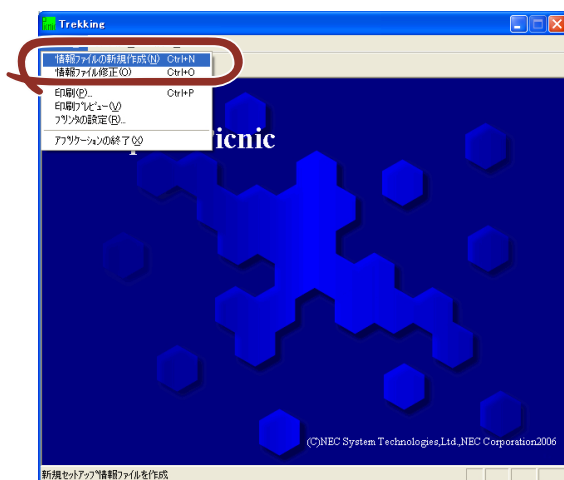 Trekking
情報ファイルの新規作成(N) Ctrl+N
情報ファイル修正(O) Ctrl+O
印刷(P)... Ctrl+P
印刷プレビュー(V)
プリンタの設定(R)...
アプリケーションの終了(X)
icnic
(C)NEC System Technologies,Ltd.,NEC Corporation2006
新規セットアップ情報ファイルを作成